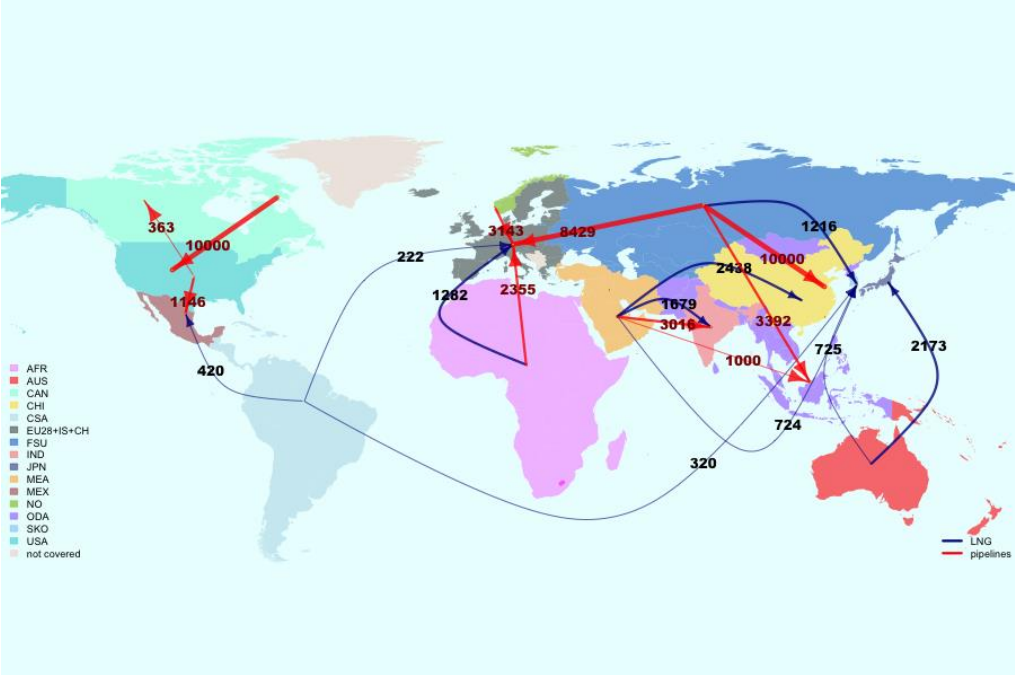 363
10000
1146
420
222
3143
8429
1282
2355
1216
10000
2438
1679
3016
3392
1000
725
2173
724
320
AFR
AUS
CAN
CHI
CSA
EU28+IS+CH
FSU
IND
JPN
MEA
MEX
NO
ODA
SKO
USA
not covered
LNG
pipelines